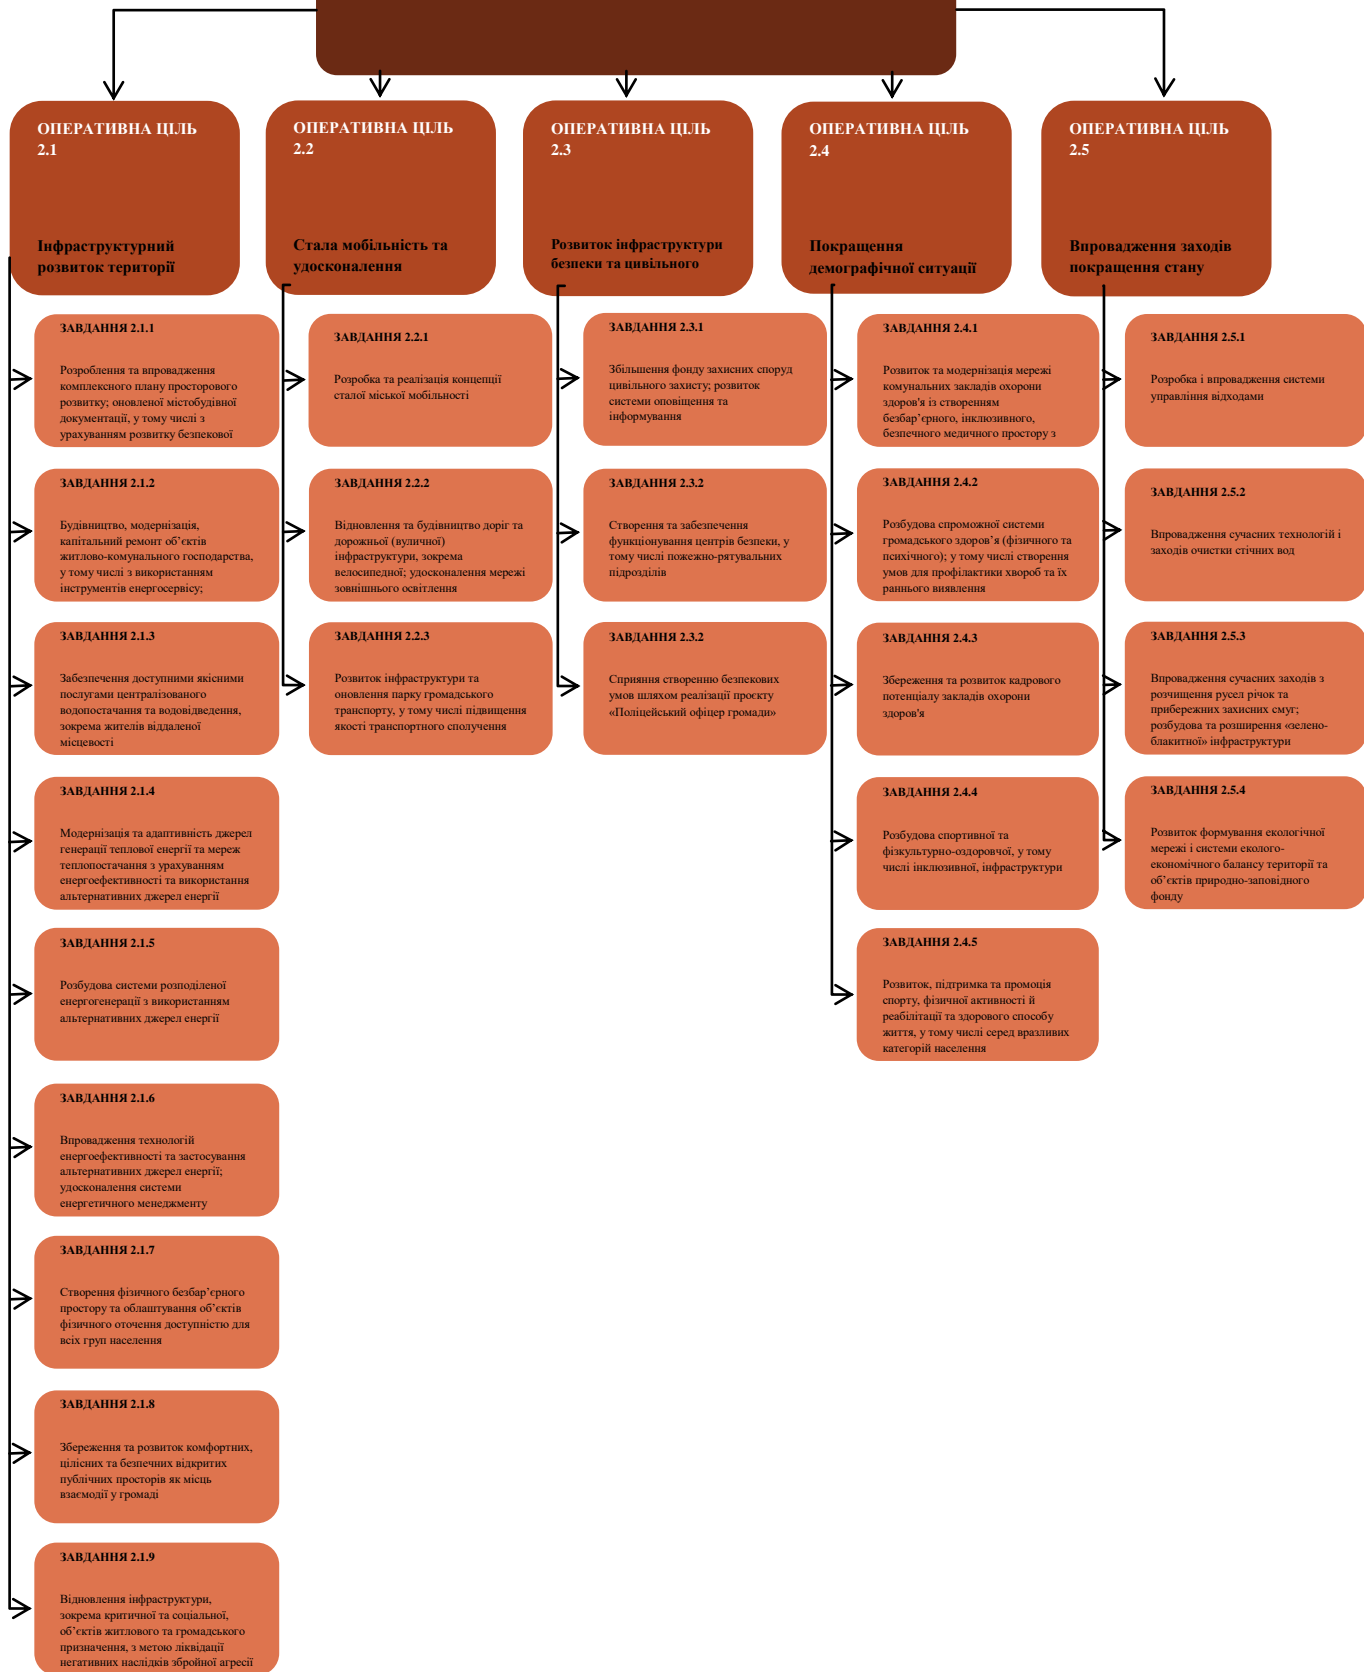 ОПЕРАТИВНА ЦІЛЬ
2.1
Інфраструктурний
розвиток території
ЗАВДАННЯ 2.1.1
Розроблення та впровадження
комплексного плану просторового
розвитку; оновленої містобудівної
документації, у тому числі з
урахуванням розвитку безпекової
ЗАВДАННЯ 2.1.2
Будівництво, модернізація,
капітальний ремонт об’єктів
житлово-комунального господарства,
у тому числі з використанням
інструментів енергосервісу;
ЗАВДАННЯ 2.1.3
Забезпечення доступними якісними
послугами централізованого
водопостачання та водовідведення,
зокрема жителів віддаленої
місцевості
ЗАВДАННЯ 2.1.4
Модернізація та адаптивність джерел
генерації теплової енергії та мереж
теплопостачання з урахуванням
енергоефективності та використання
альтернативних джерел енергії
ЗАВДАННЯ 2.1.5
Розбудова системи розподіленої
енергогенерації з використанням
альтернативних джерел енергії
ЗАВДАННЯ 2.1.6
Впровадження технологій
енергоефективності та застосування
альтернативних джерел енергії;
удосконалення системи
енергетичного менеджменту
ЗАВДАННЯ 2.1.7
Створення фізичного безбар’єрного
простору та облаштування об’єктів
фізичного оточення доступністю для
всіх груп населення
ЗАВДАННЯ 2.1.8
Збереження та розвиток комфортних,
цілісних та безпечних відкритих
публічних просторів як місць
взаємодії у громаді
ЗАВДАННЯ 2.1.9
Відновлення інфраструктури,
зокрема критичної та соціальної,
об’єктів житлового та громадського
призначення, з метою ліквідації
негативних наслідків збройної агресії
ОПЕРАТИВНА ЦІЛЬ
2.2
Стала мобільність та
удосконалення
ЗАВДАННЯ 2.2.1
Розробка та реалізація концепції
сталої міської мобільності
ЗАВДАННЯ 2.2.2
Відновлення та будівництво доріг та
дорожньої (вуличної)
інфраструктури, зокрема
велосипедної; удосконалення мережі
зовнішнього освітлення
ЗАВДАННЯ 2.2.3
Розвиток інфраструктури та
оновлення парку громадського
транспорту, у тому числі підвищення
якості транспортного сполучення
ОПЕРАТИВНА ЦІЛЬ
2.3
Розвиток інфраструктури
безпеки та цивільного
ЗАВДАННЯ 2.3.1
Збільшення фонду захисних споруд
цивільного захисту; розвиток
системи оповіщення та
інформування
ЗАВДАННЯ 2.3.2
Створення та забезпечення
функціонування центрів безпеки, у
тому числі пожежно-рятувальних
підрозділів
ЗАВДАННЯ 2.3.2
Сприяння створенню безпекових
умов шляхом реалізації проєкту
«Поліцейський офіцер громади»
ОПЕРАТИВНА ЦІЛЬ
2.4
Покращення
демографічної ситуації
ЗАВДАННЯ 2.4.1
Розвиток та модернізація мережі
комунальних закладів охорони
здоров'я із створенням
безбар’єрного, інклюзивного,
безпечного медичного простору з
ЗАВДАННЯ 2.4.2
Розбудова спроможної системи
громадського здоров’я (фізичного та
психічного); у тому числі створення
умов для профілактики хвороб та їх
раннього виявлення
ЗАВДАННЯ 2.4.3
Збереження та розвиток кадрового
потенціалу закладів охорони
здоров'я
ЗАВДАННЯ 2.4.4
Розбудова спортивної та
фізкультурно-оздоровчої, у тому
числі інклюзивної, інфраструктури
ЗАВДАННЯ 2.4.5
Розвиток, підтримка та промоція
спорту, фізичної активності й
реабілітації та здорового способу
життя, у тому числі серед вразливих
категорій населення
ОПЕРАТИВНА ЦІЛЬ
2.5
Впровадження заходів
покращення стану
ЗАВДАННЯ 2.5.1
Розробка і впровадження системи
управління відходами
ЗАВДАННЯ 2.5.2
Впровадження сучасних технологій і
заходів очистки стічних вод
ЗАВДАННЯ 2.5.3
Впровадження сучасних заходів з
розчищення русел річок та
прибережних захисних смуг;
розбудова та розширення «зелено-
блакитної» інфраструктури
ЗАВДАННЯ 2.5.4
Розвиток формування екологічної
мережі і системи еколого-
економічного балансу території та
об’єктів природно-заповідного
фонду